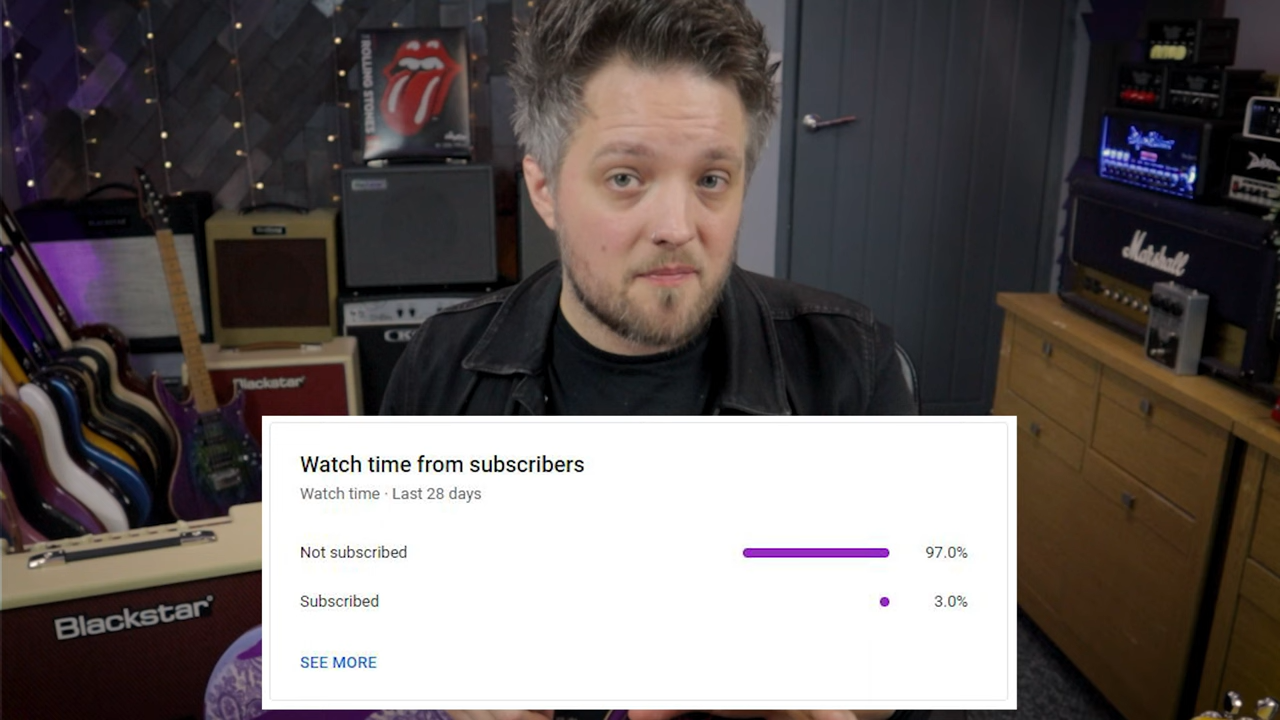 THE ROLLING STONES
Marshall
Blackstar
Blackstar
Watch time from subscribers
Watch time · Last 28 days
Not subscribed
97.0%
Subscribed
3.0%
SEE MORE